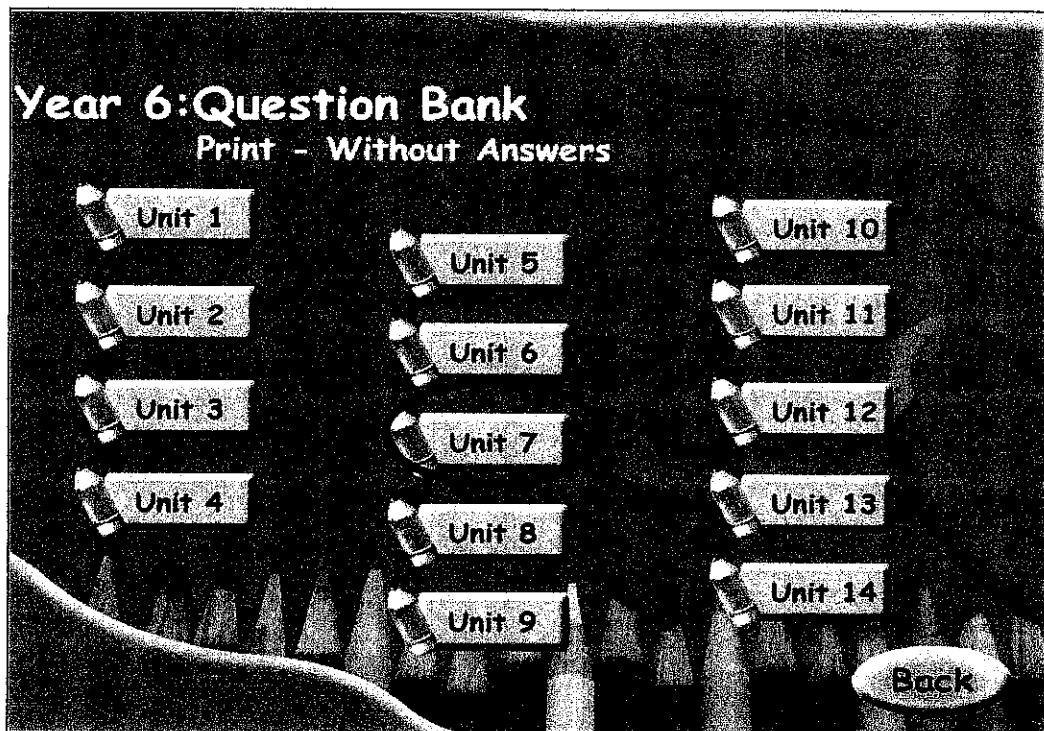 Year 6:Question Bank
Print - Without Answers
Unit 1
Unit 2
Unit 3
Unit 4
Unit 5
Unit 6
Unit 7
Unit 8
Unit 9
Unit 10
Unit 11
Unit 12
Unit 13
Unit 14
Back